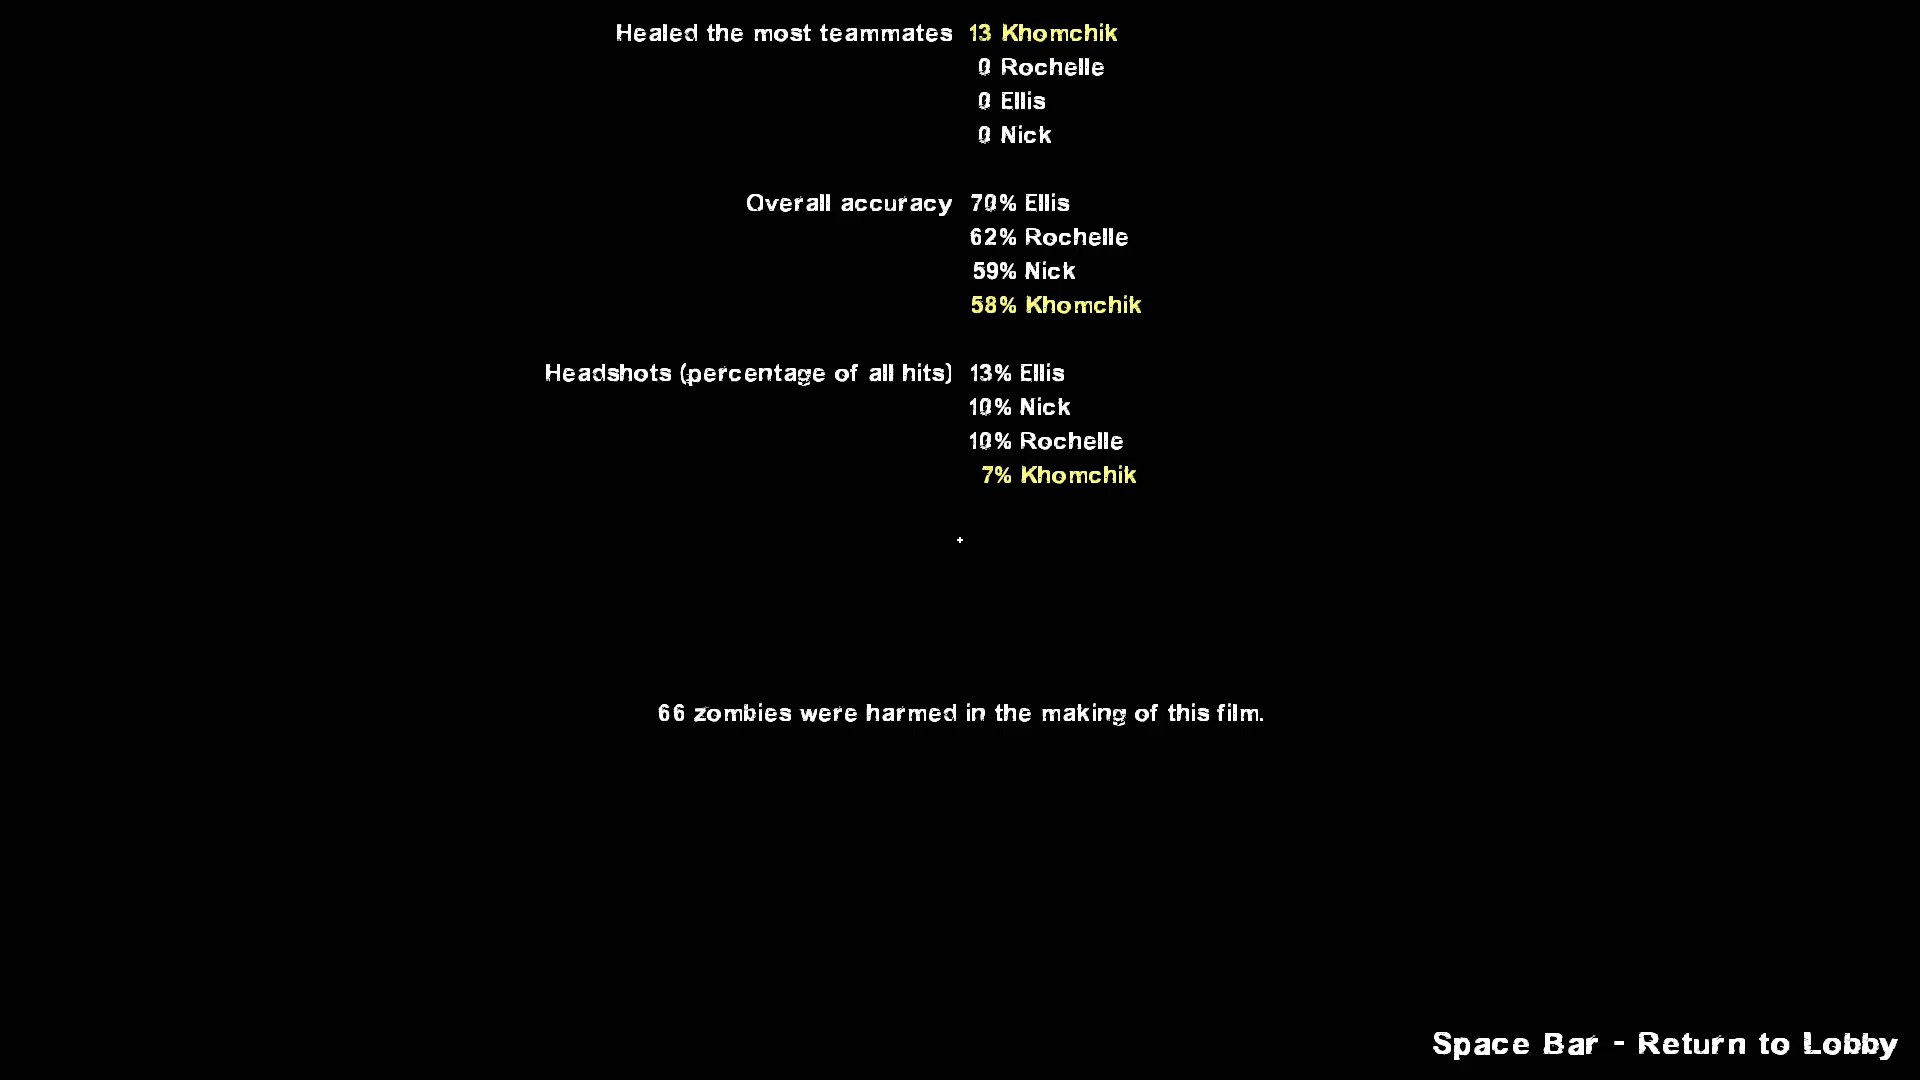 Healed the most teammates 13 Khomchik
0 Rochelle
0 Ellis
0 Nick
Overall accuracy 70% Ellis
62% Rochelle
59% Nick
58% Khomchik
Headshots (percentage of all hits) 13% Ellis
10% Nick
10% Rochelle
7% Khomchik
66 zombies were harmed in the making of this film.
Space Bar - Return to Lobby